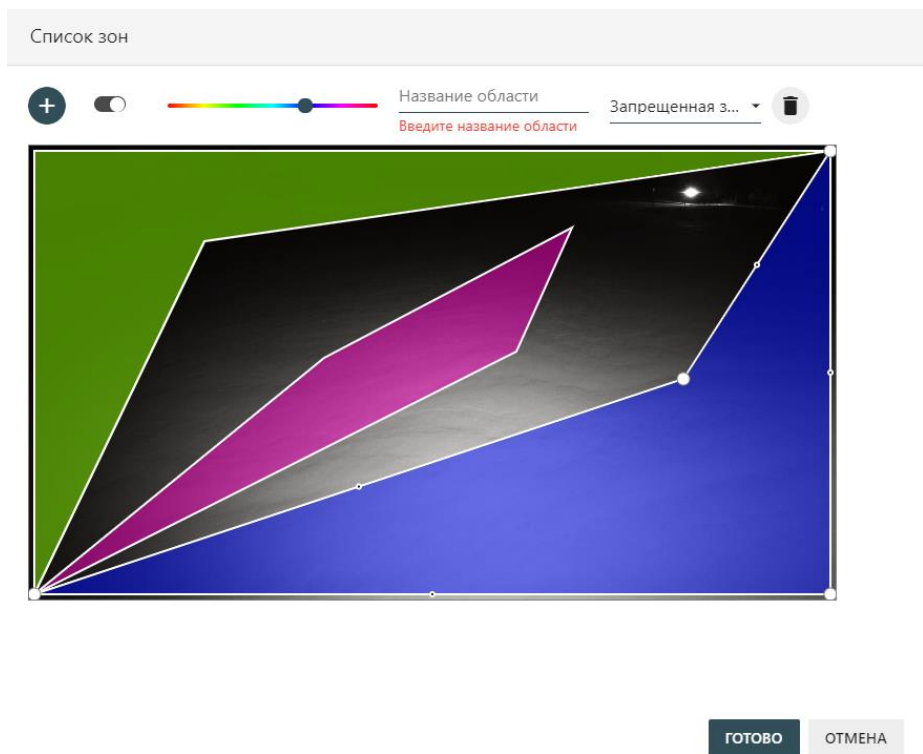 Список зон
Название области
Введите название области
Запрещенная з...
ГОТОВО
ОТМЕНА